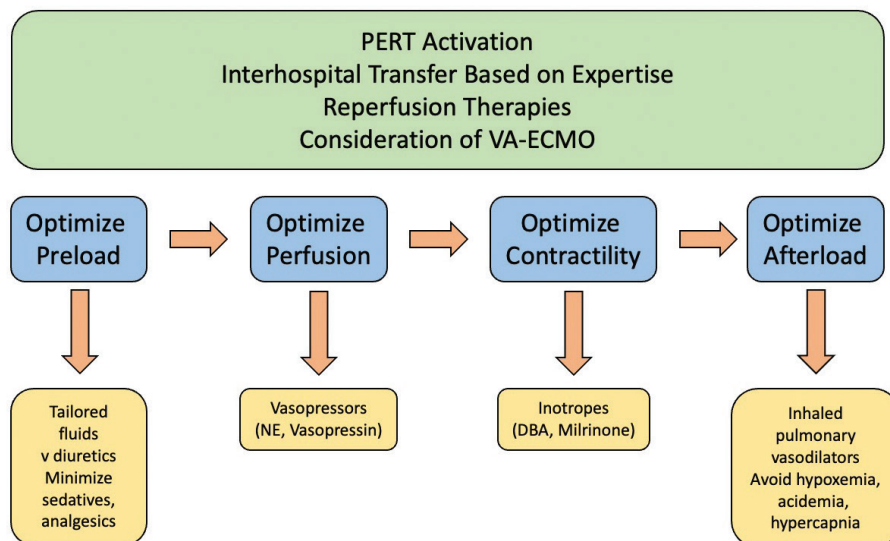 PERT Activation
Interhospital Transfer Based on Expertise
Reperfusion Therapies
Consideration of VA-ECMO
Optimize
Preload
Optimize
Perfusion
Optimize
Contractility
Optimize
Afterload
Tailored
fluids
v diuretics
Minimize
sedatives,
analgesics
Vasopressors
(NE, Vasopressin)
Inotropes
(DBA, Milrinone)
Inhaled
pulmonary
vasodilators
Avoid hypoxemia,
acidemia,
hypercapnia